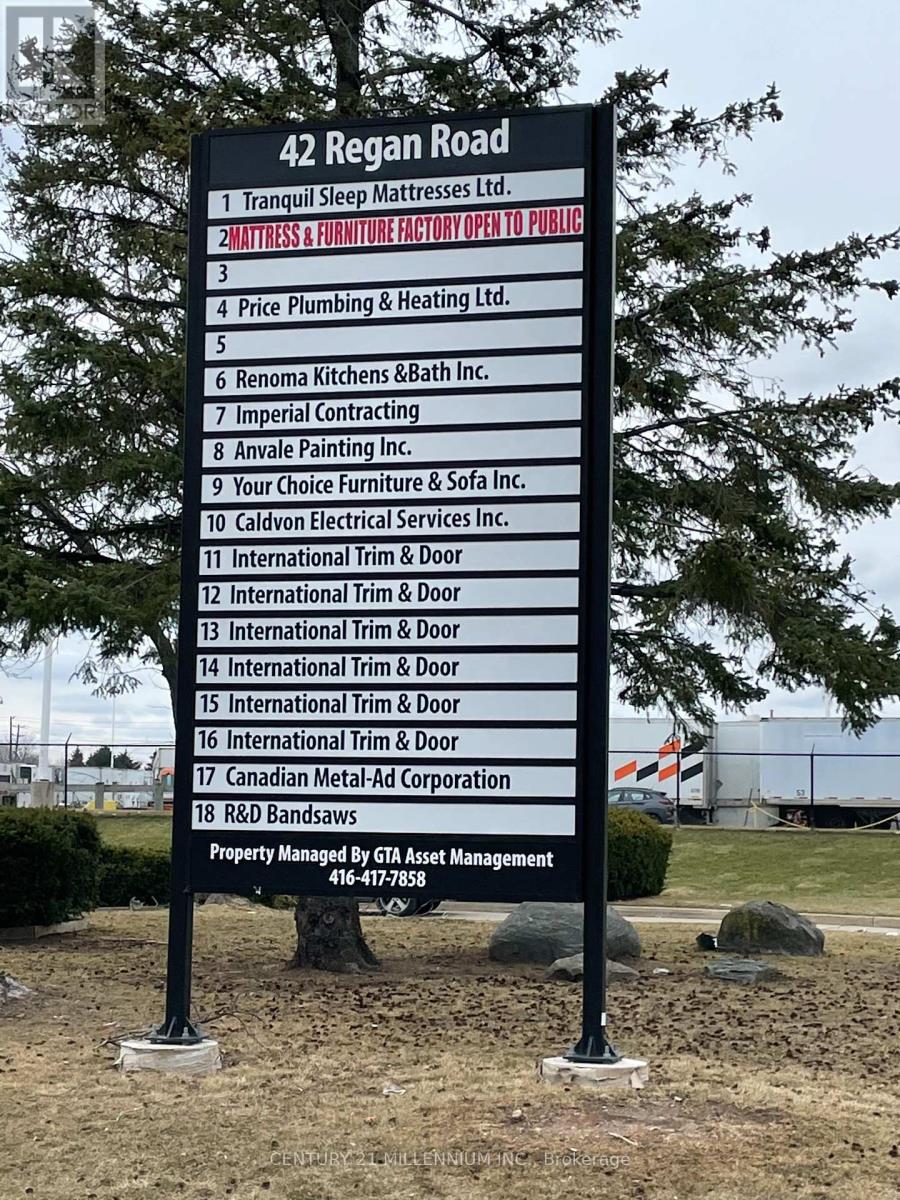 42 Regan Road
1 Tranquil Sleep Mattresses Ltd.
2 MATTRESS & FURNITURE FACTORY OPEN TO PUBLIC
3
4 Price Plumbing & Heating Ltd.
5
6 Renoma Kitchens &Bath Inc.
7 Imperial Contracting
8 Anvale Painting Inc.
9 Your Choice Furniture & Sofa Inc.
10 Caldvon Electrical Services Inc.
11 International Trim & Door
12 International Trim & Door
13 International Trim & Door
14 International Trim & Door
15 International Trim & Door
16 International Trim & Door
17 Canadian Metal-Ad Corporation
18 R&D Bandsaws
Property Managed By GTA Asset Management
416-417-7858
53
CENTURY 21 MILLENNIUM INC., Brokerage